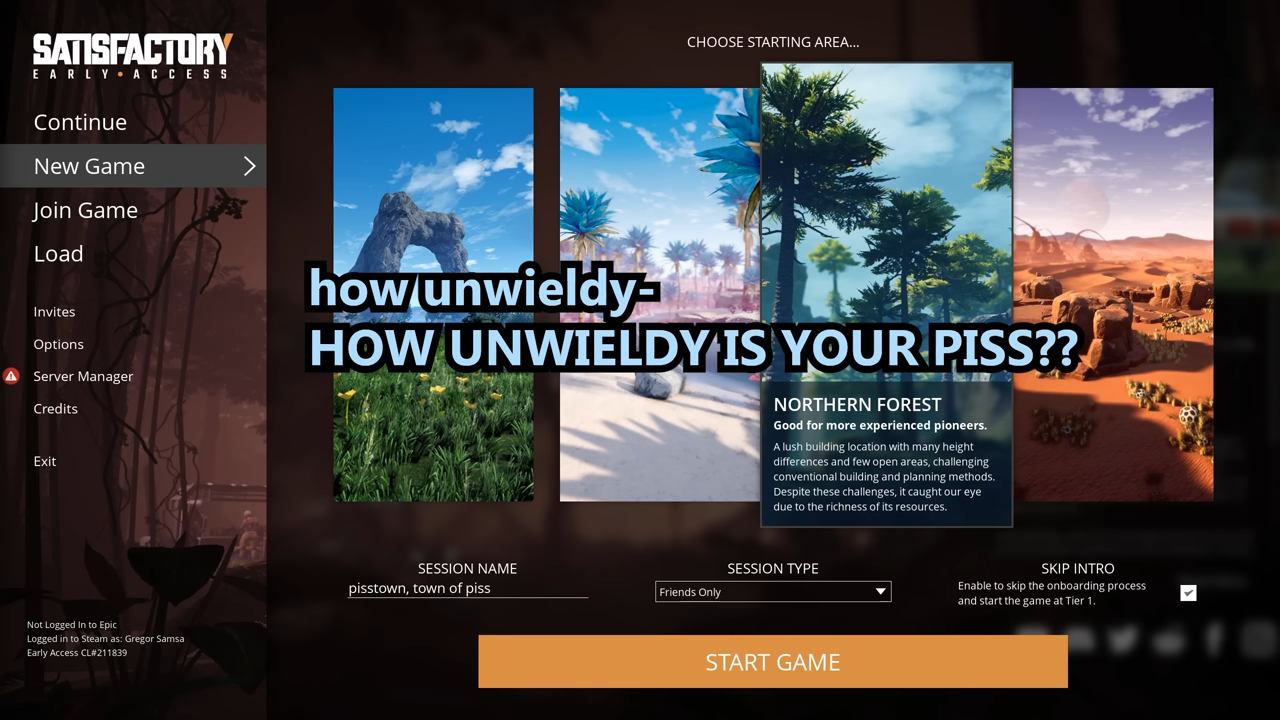 SATISFACTORY
EARLY • ACCESS
Continue
New Game
Join Game
Load
Invites
Options
Server Manager
Credits
Exit
Not Logged In to Epic
Logged in to Steam as: Gregor Samsa
Early Access CL#211839
CHOOSE STARTING AREA...
how unwieldy-
HOW UNWIELDY IS YOUR PISS??
NORTHERN FOREST
Good for more experienced pioneers.
A lush building location with many height
differences and few open areas, challenging
conventional building and planning methods.
Despite these challenges, it caught our eye
due to the richness of its resources.
SESSION NAME
pisstown, town of piss
SESSION TYPE
Friends Only
SKIP INTRO
Enable to skip the onboarding process
and start the game at Tier 1.
START GAME